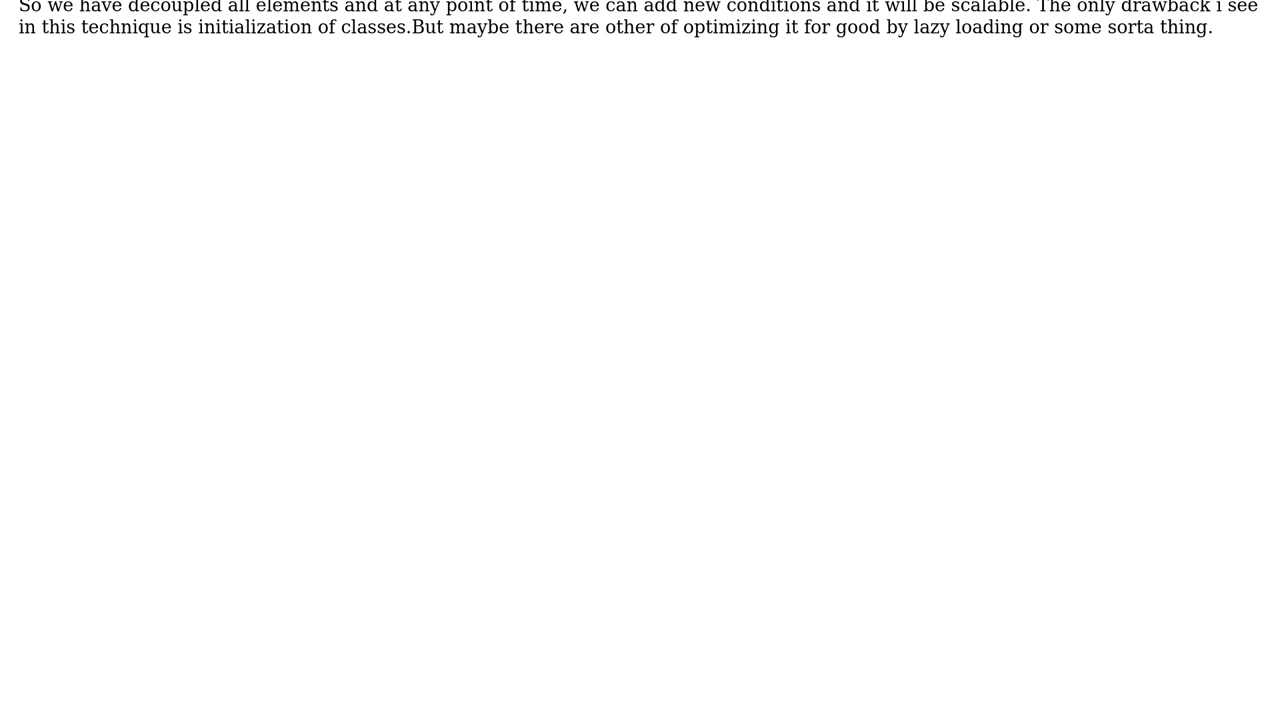 So we have decoupled all elements and at any point of time, we can add new conditions and it will be scalable. The only drawback i see
in this technique is initialization of classes.But maybe there are other of optimizing it for good by lazy loading or some sorta thing.